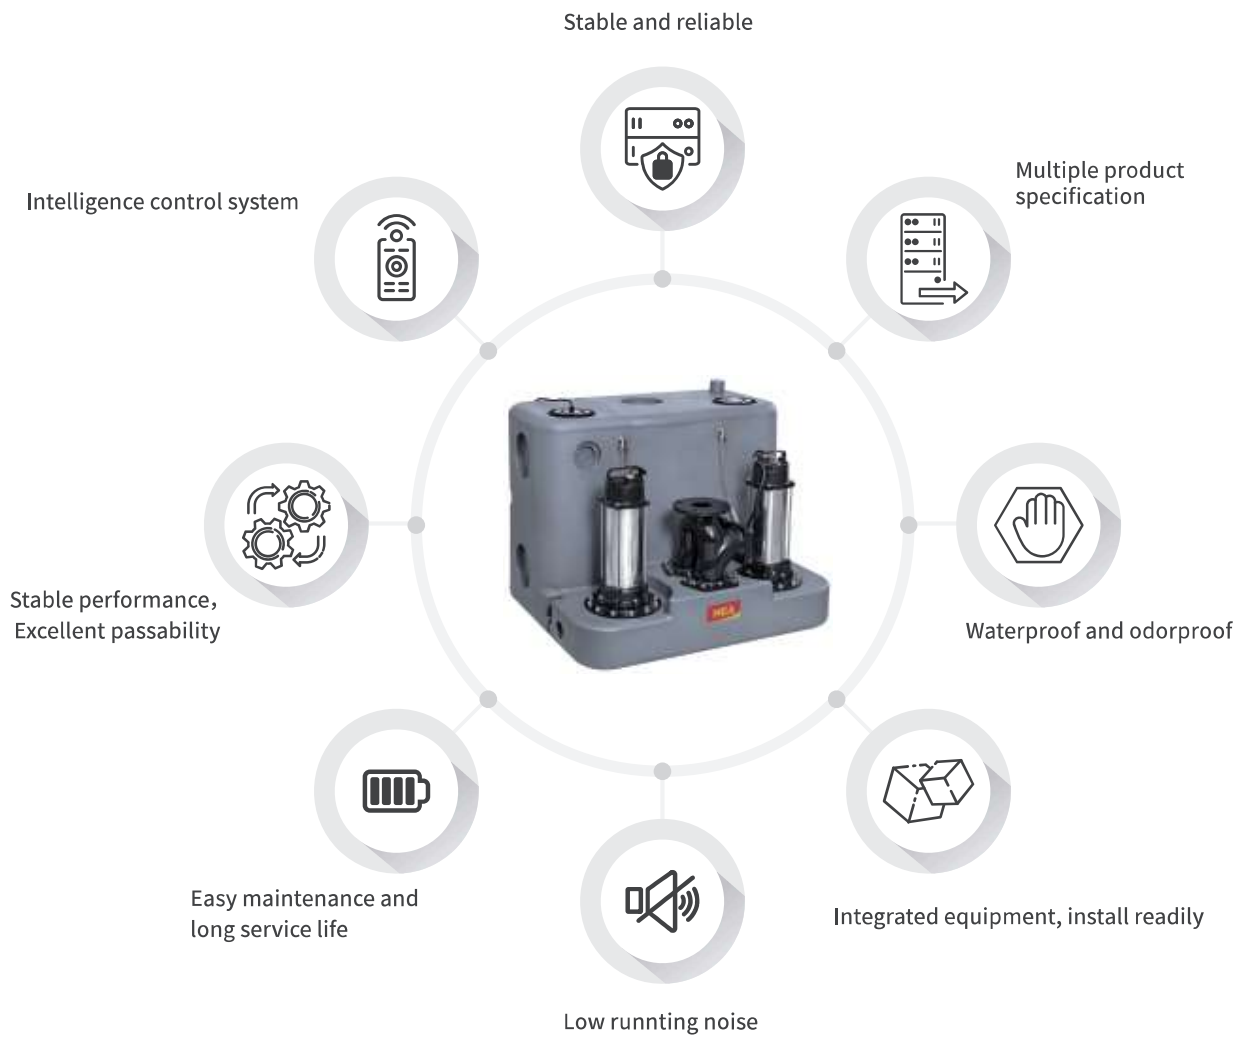 Stable and reliable
Multiple product
specification
Intelligence control system
Stable performance，
Excellent passability
Waterproof and odorproof
Easy maintenance and
long service life
Integrated equipment, install readily
Low runnting noise